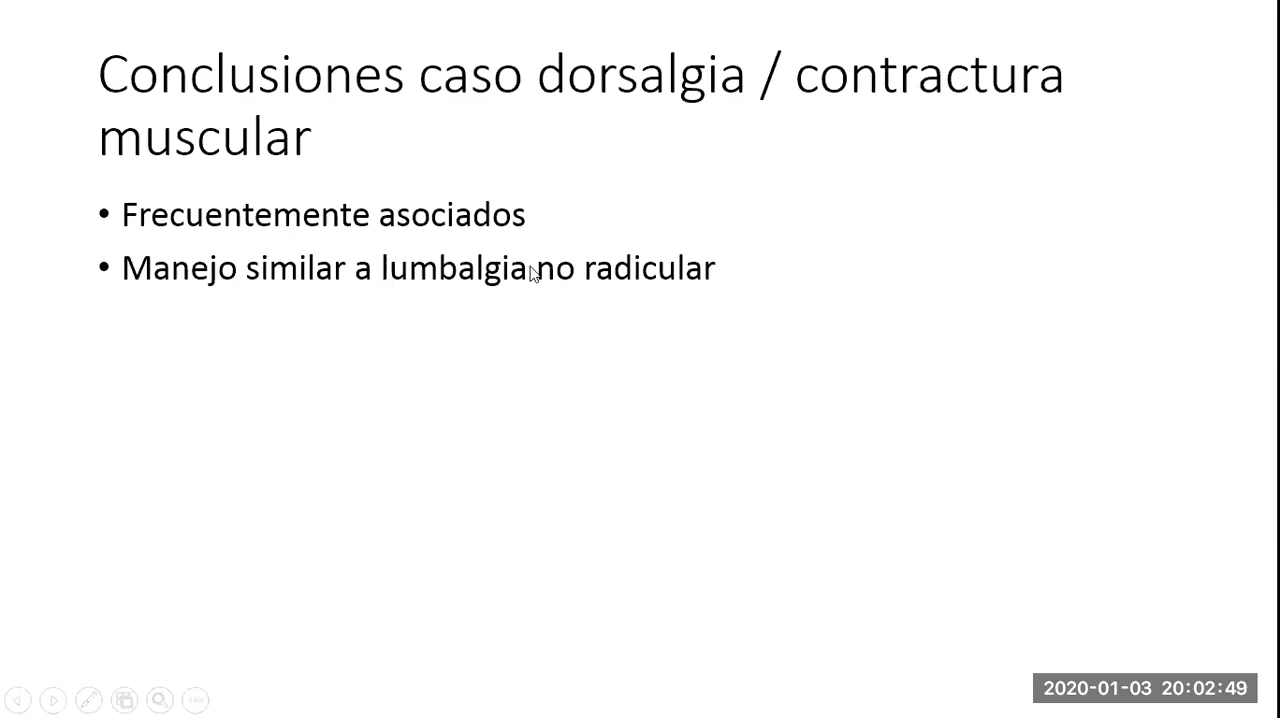 Conclusiones caso dorsalgia / contractura
muscular
• Frecuentemente asociados
• Manejo similar a lumbalgia no radicular
2020-01-03 20:02:49